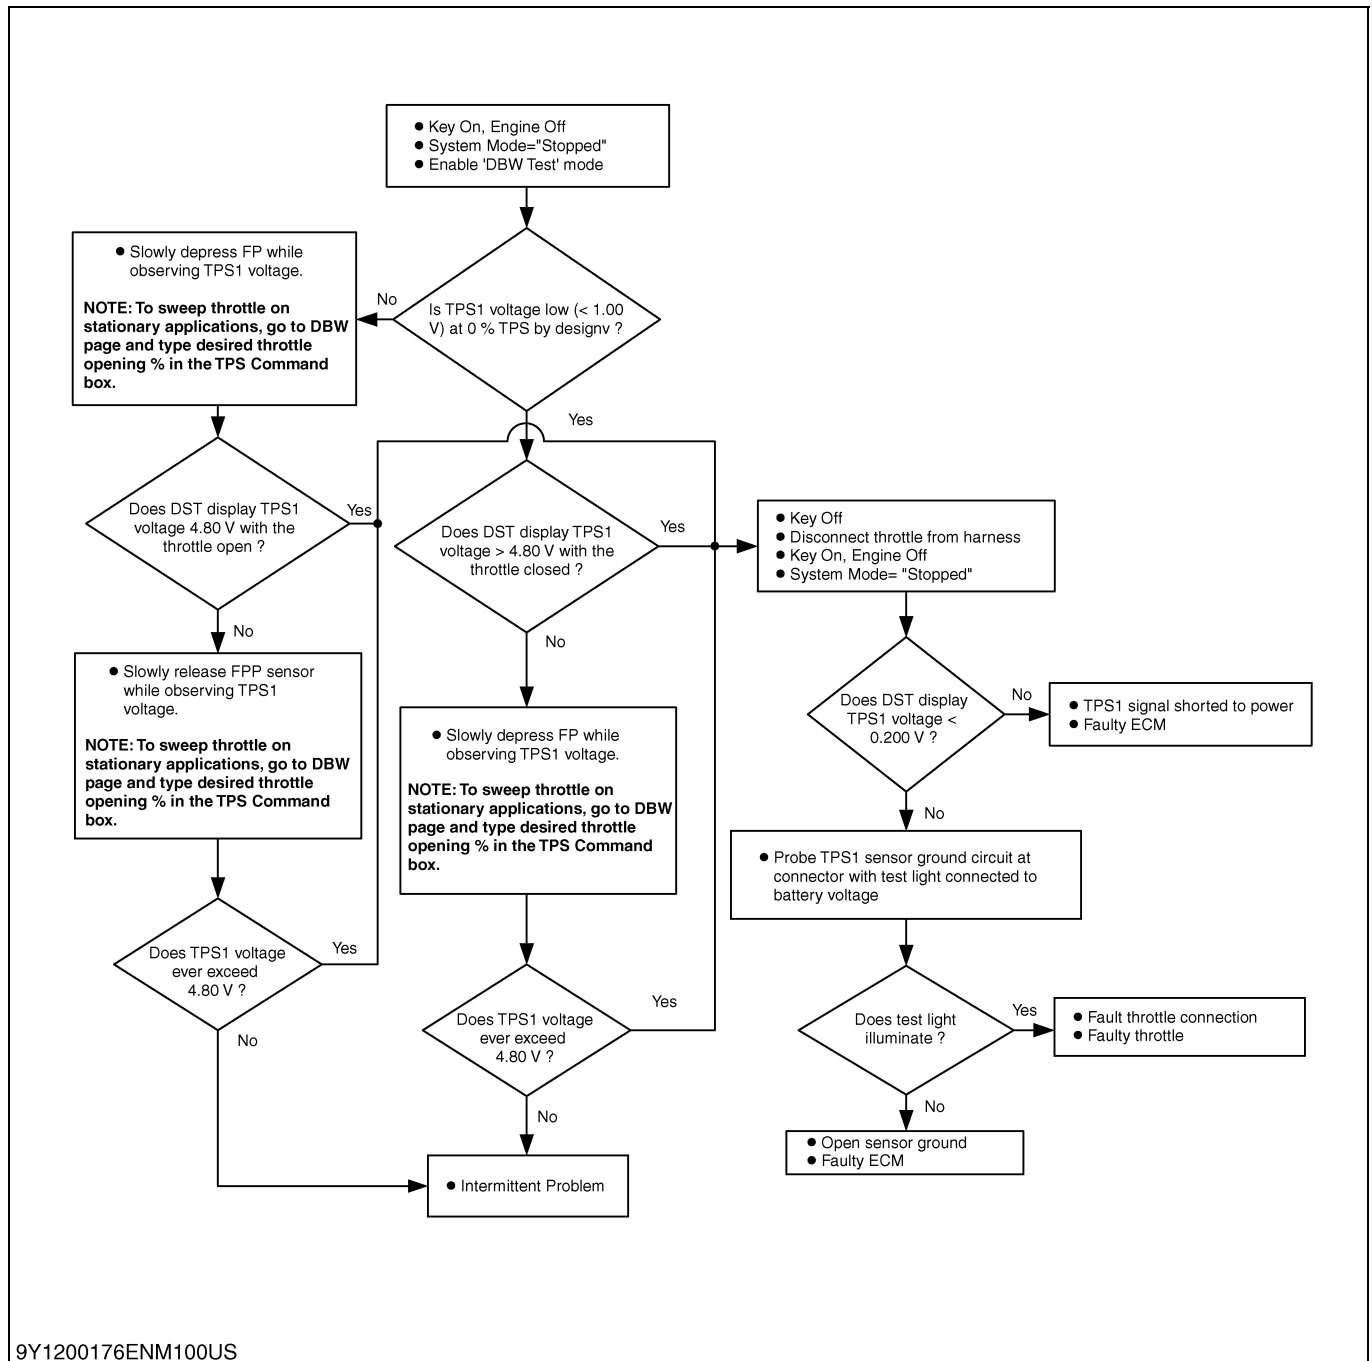 ● Key On, Engine Off
● System Mode="Stopped"
● Enable 'DBW Test' mode
Is TPS1 voltage low (< 1.00
V) at 0 % TPS by designv ?
No
Yes
● Slowly depress FP while
observing TPS1 voltage.
NOTE: To sweep throttle on
stationary applications, go to DBW
page and type desired throttle
opening % in the TPS Command
box.
Does DST display TPS1
voltage 4.80 V with the
throttle open ?
Yes
No
● Slowly release FPP sensor
while observing TPS1
voltage.
NOTE: To sweep throttle on
stationary applications, go to DBW
page and type desired throttle
opening % in the TPS Command
box.
Does TPS1 voltage
ever exceed
4.80 V ?
Yes
No
Does DST display TPS1
voltage > 4.80 V with the
throttle closed ?
Yes
No
● Slowly depress FP while
observing TPS1 voltage.
NOTE: To sweep throttle on
stationary applications, go to DBW
page and type desired throttle
opening % in the TPS Command
box.
Does TPS1 voltage
ever exceed
4.80 V ?
Yes
No
● Intermittent Problem
● Key Off
● Disconnect throttle from harness
● Key On, Engine Off
● System Mode= "Stopped"
Does DST display
TPS1 voltage <
0.200 V ?
No
● TPS1 signal shorted to power
● Faulty ECM
No
● Probe TPS1 sensor ground circuit at
connector with test light connected to
battery voltage
Does test light
illuminate ?
Yes
● Fault throttle connection
● Faulty throttle
No
● Open sensor ground
● Faulty ECM
9Y1200176ENM100US